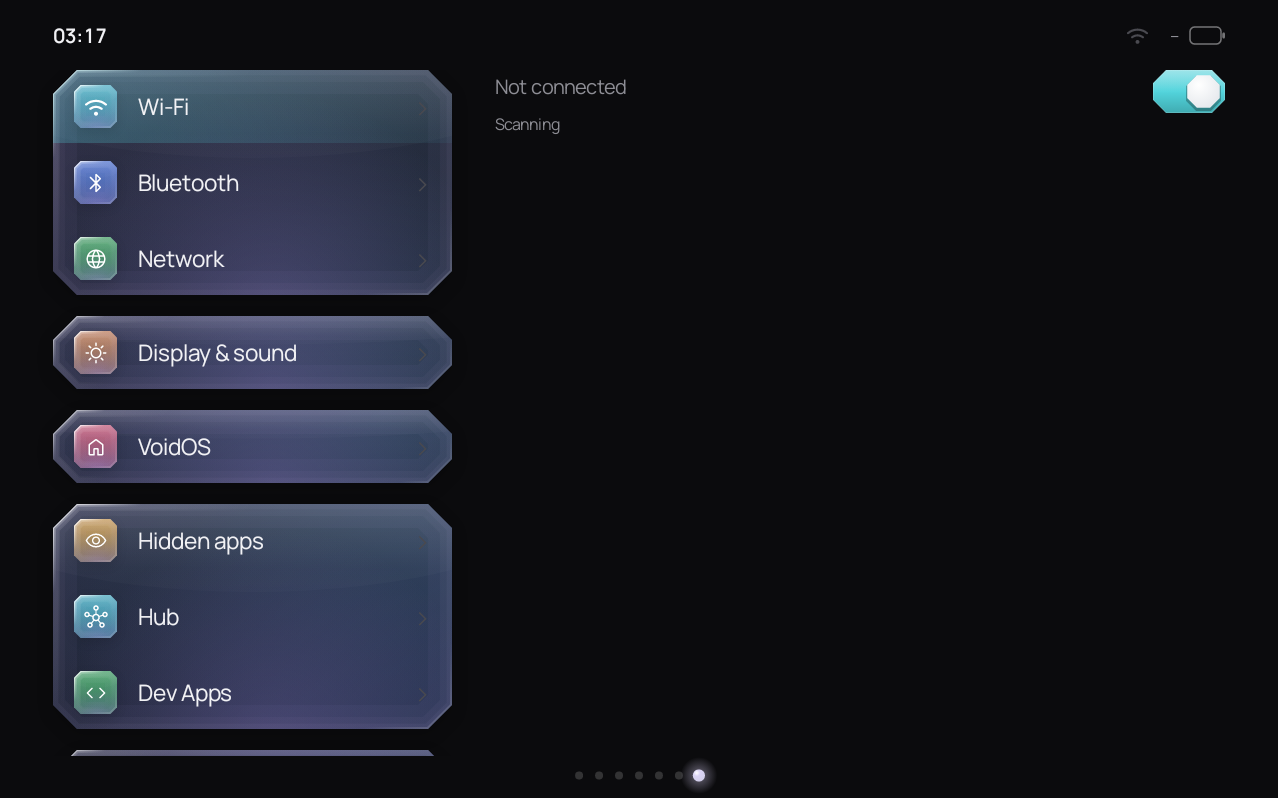 03:17
–
Wi-Fi
Not connected
Scanning
Bluetooth
Network
Display & sound
VoidOS
Hidden apps
Hub
Dev Apps